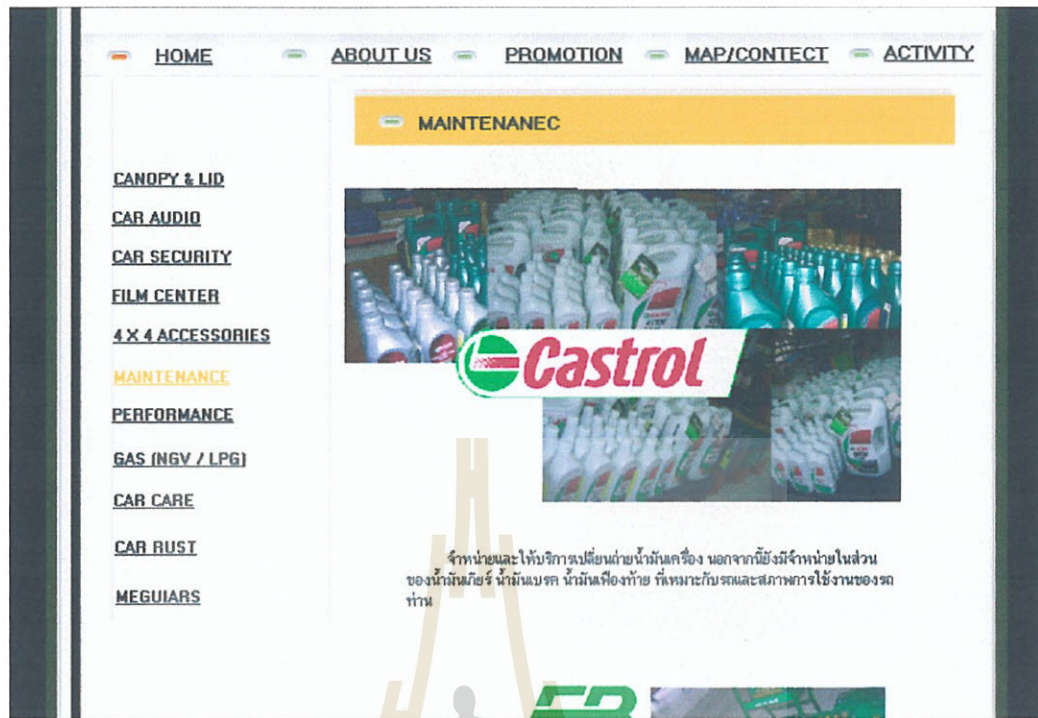 HOME ABOUT US PROMOTION MAP/CONTECT ACTIVITY
MAINTENANEC
CANOPY & LID
CAR AUDIO
CAR SECURITY
FILM CENTER
4 X 4 ACCESSORIES
MAINTENANCE
PERFORMANCE
GAS (NGV / LPG)
CAR CARE
CAR RUST
MEGUIARS
Castrol
จำหน่ายและให้บริการเปลี่ยนถ่ายน้ำมันเครื่อง นอกจากนี้ยังมีจำหน่ายในส่วน
ของน้ำมันเกียร์ น้ำมันเบรค น้ำมันเฟืองท้าย ที่เหมาะกับรถและสภาพการใช้งานของรถ
ท่าน